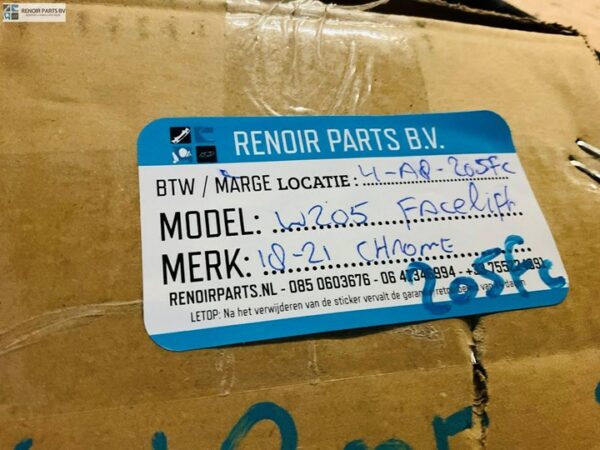 RENOIR PARTS BV
RENOIR PARTS B.V.
BTW / MARGE LOCATIE: 4-AQ-205fc
MODEL: W205 Facelift
MERK: 18-21 CHROME
RENOIRPARTS.NL - 085 0603676 - 06
LETOP: Na het verwijderen van de sticker vervalt de garantie
205fc